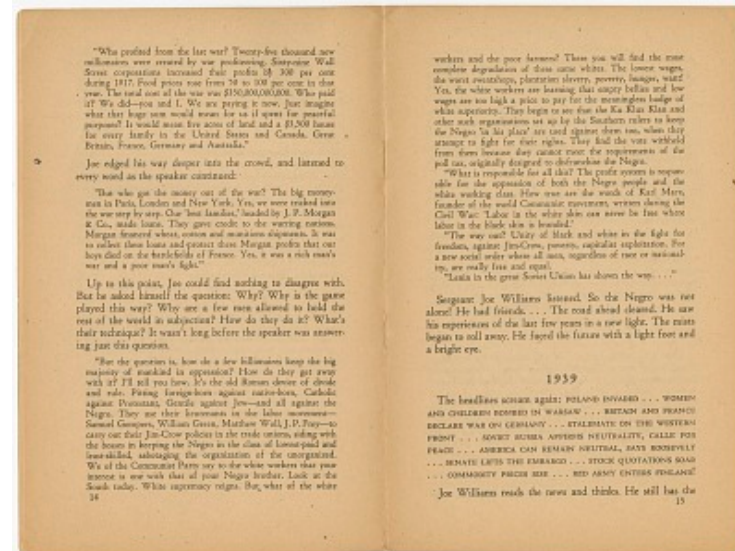 "Who profited from the last war? Twenty-five thousand new
millionaires were created by war profiteering. Sixty-nine Wall
Street corporations increased their profits by 300 per cent
during 1917. Food prices rose from 50 to 100 per cent in that
year. The total cost of the war was $150,000,000,000. Who paid
it? We did—you and I. We are paying it now. Just imagine
what that huge sum would mean for us if spent for peaceful
purposes? It would mean five acres of land and a $3,500 house
for every family in the United States and Canada, Great
Britain, France, Germany and Australia."
Joe edged his way deeper into the crowd, and listened to
every word as the speaker continued:
"But who got the money out of the war? The big money-
men in Paris, London and New York. Yes, we were tricked into
the war step by step. Our 'best families,' headed by J. P. Morgan
& Co., made loans. They gave credit to the warring nations.
Morgan financed wheat, cotton and munitions shipments. It was
to collect these loans and protect these Morgan profits that our
boys died on the battlefields of France. Yes, it was a rich man's
war and a poor man's fight."
Up to this point, Joe could find nothing to disagree with.
But he asked himself the question: Why? Why is the game
played this way? Why are a few men allowed to hold the
rest of the world in subjection? How do they do it? What's
their technique? It wasn't long before the speaker was answer-
ing just this question.
"But the question is, how do a few billionaires keep the big
majority of mankind in oppression? How do they get away
with it? I'll tell you how. It's the old Roman device of divide
and rule. Pitting foreign-born against native-born, Catholic
against Protestant, Gentile against Jew—and all against the
Negro. They use their lieutenants in the labor movement—
Samuel Gompers, William Green, Matthew Woll, J. P. Frey—to
carry out their Jim-Crow policies in the trade unions, siding with
the bosses in keeping the Negroes in the class of lowest-paid and
least-skilled, sabotaging the organization of the unorganized.
We of the Communist Party say to the white workers that your
interest is one with that of your Negro brother. Look at the
South today. White supremacy reigns. But what of the white
14
workers and the poor farmers? There you will find the most
complete degradation of these same whites. The lowest wages,
the worst sweatshops, plantation slavery, poverty, hunger, want!
Yes, the white workers are learning that empty bellies and low
wages are too high a price to pay for the meaningless badge of
white superiority. They begin to see that the Ku Klux Klan and
other such organizations set up by the Southern rulers to keep
the Negro 'in his place' are used against them too, when they
attempt to fight for their rights. They find the vote withheld
from them because they cannot meet the requirements of the
poll tax, originally designed to disfranchise the Negro.
"What is responsible for all this? The profit system is respon-
sible for the oppression of both the Negro people and the
white working class. How true are the words of Karl Marx,
founder of the world Communist movement, written during the
Civil War: 'Labor in the white skin can never be free while
labor in the black skin is branded.'
"The way out? Unity of black and white in the fight for
freedom, against Jim-Crow, poverty, capitalist exploitation. For
a new social order where all men, regardless of race or national-
ity, are really free and equal.
"Lenin in the great Soviet Union has shown the way. . . ."
Sergeant Joe Williams listened. So the Negro was not
alone! He had friends. . . . The road ahead cleared. He saw
his experiences of the last few years in a new light. The mists
began to roll away. He faced the future with a light foot and
a bright eye.
1939
The headlines scream again: POLAND INVADED . . . WOMEN
AND CHILDREN BOMBED IN WARSAW . . . BRITAIN AND FRANCE
DECLARE WAR ON GERMANY . . . STALEMATE ON THE WESTERN
FRONT . . . SOVIET RUSSIA AFFIRMS NEUTRALITY, CALLS FOR
PEACE . . . AMERICA CAN REMAIN NEUTRAL, SAYS ROOSEVELT
. . . SENATE LIFTS THE EMBARGO . . . STOCK QUOTATIONS SOAR
. . . COMMODITY PRICES RISE . . . RED ARMY ENTERS FINLAND!
Joe Williams reads the news and thinks. He still has the
15